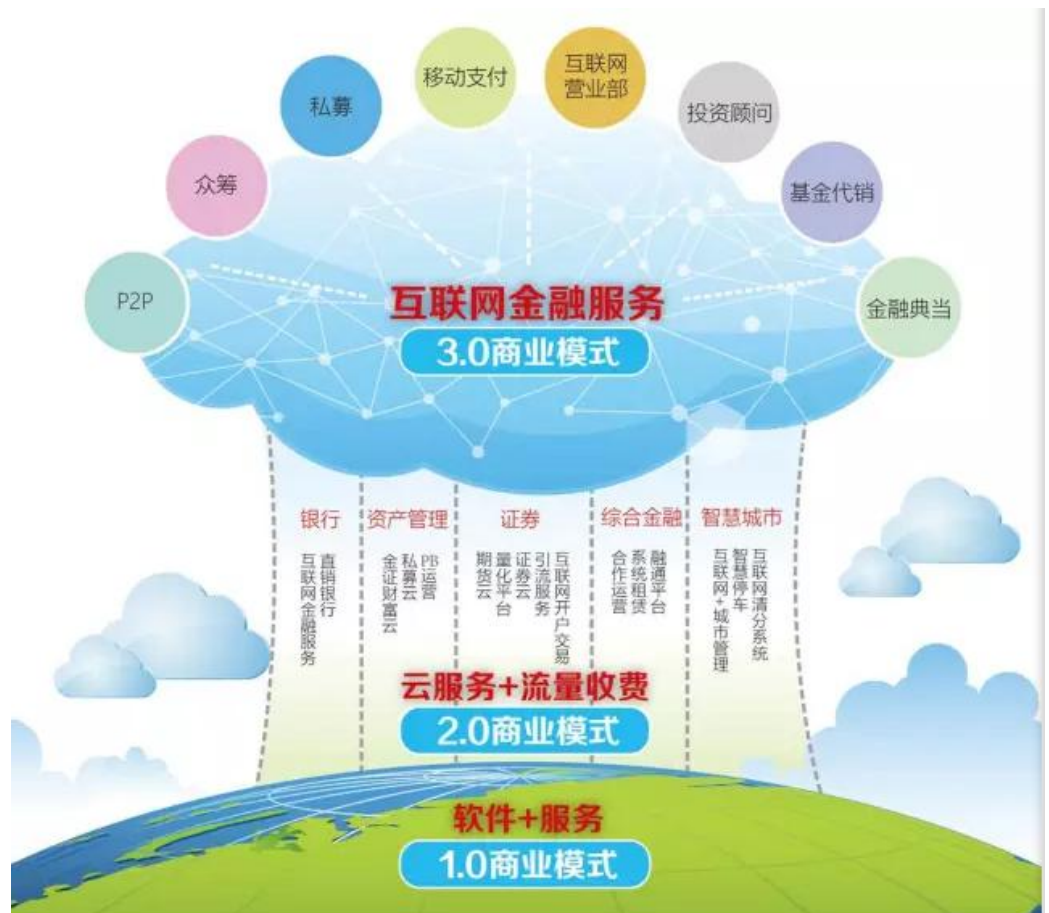 移动支付
互联网
营业部
私募
投资顾问
众筹
基金代销
P2P
金融典当
互联网金融服务
3.0商业模式
银行
直销银行
互联网金融服务
资产管理
PB运营
私募云
金证财富云
证券
互联网开户交易
引流服务
证券云
量化平台
期货云
综合金融
融通平台
系统租赁
合作运营
智慧城市
互联网清分系统
智慧停车
互联网+城市管理
云服务+流量收费
2.0商业模式
软件+服务
1.0商业模式